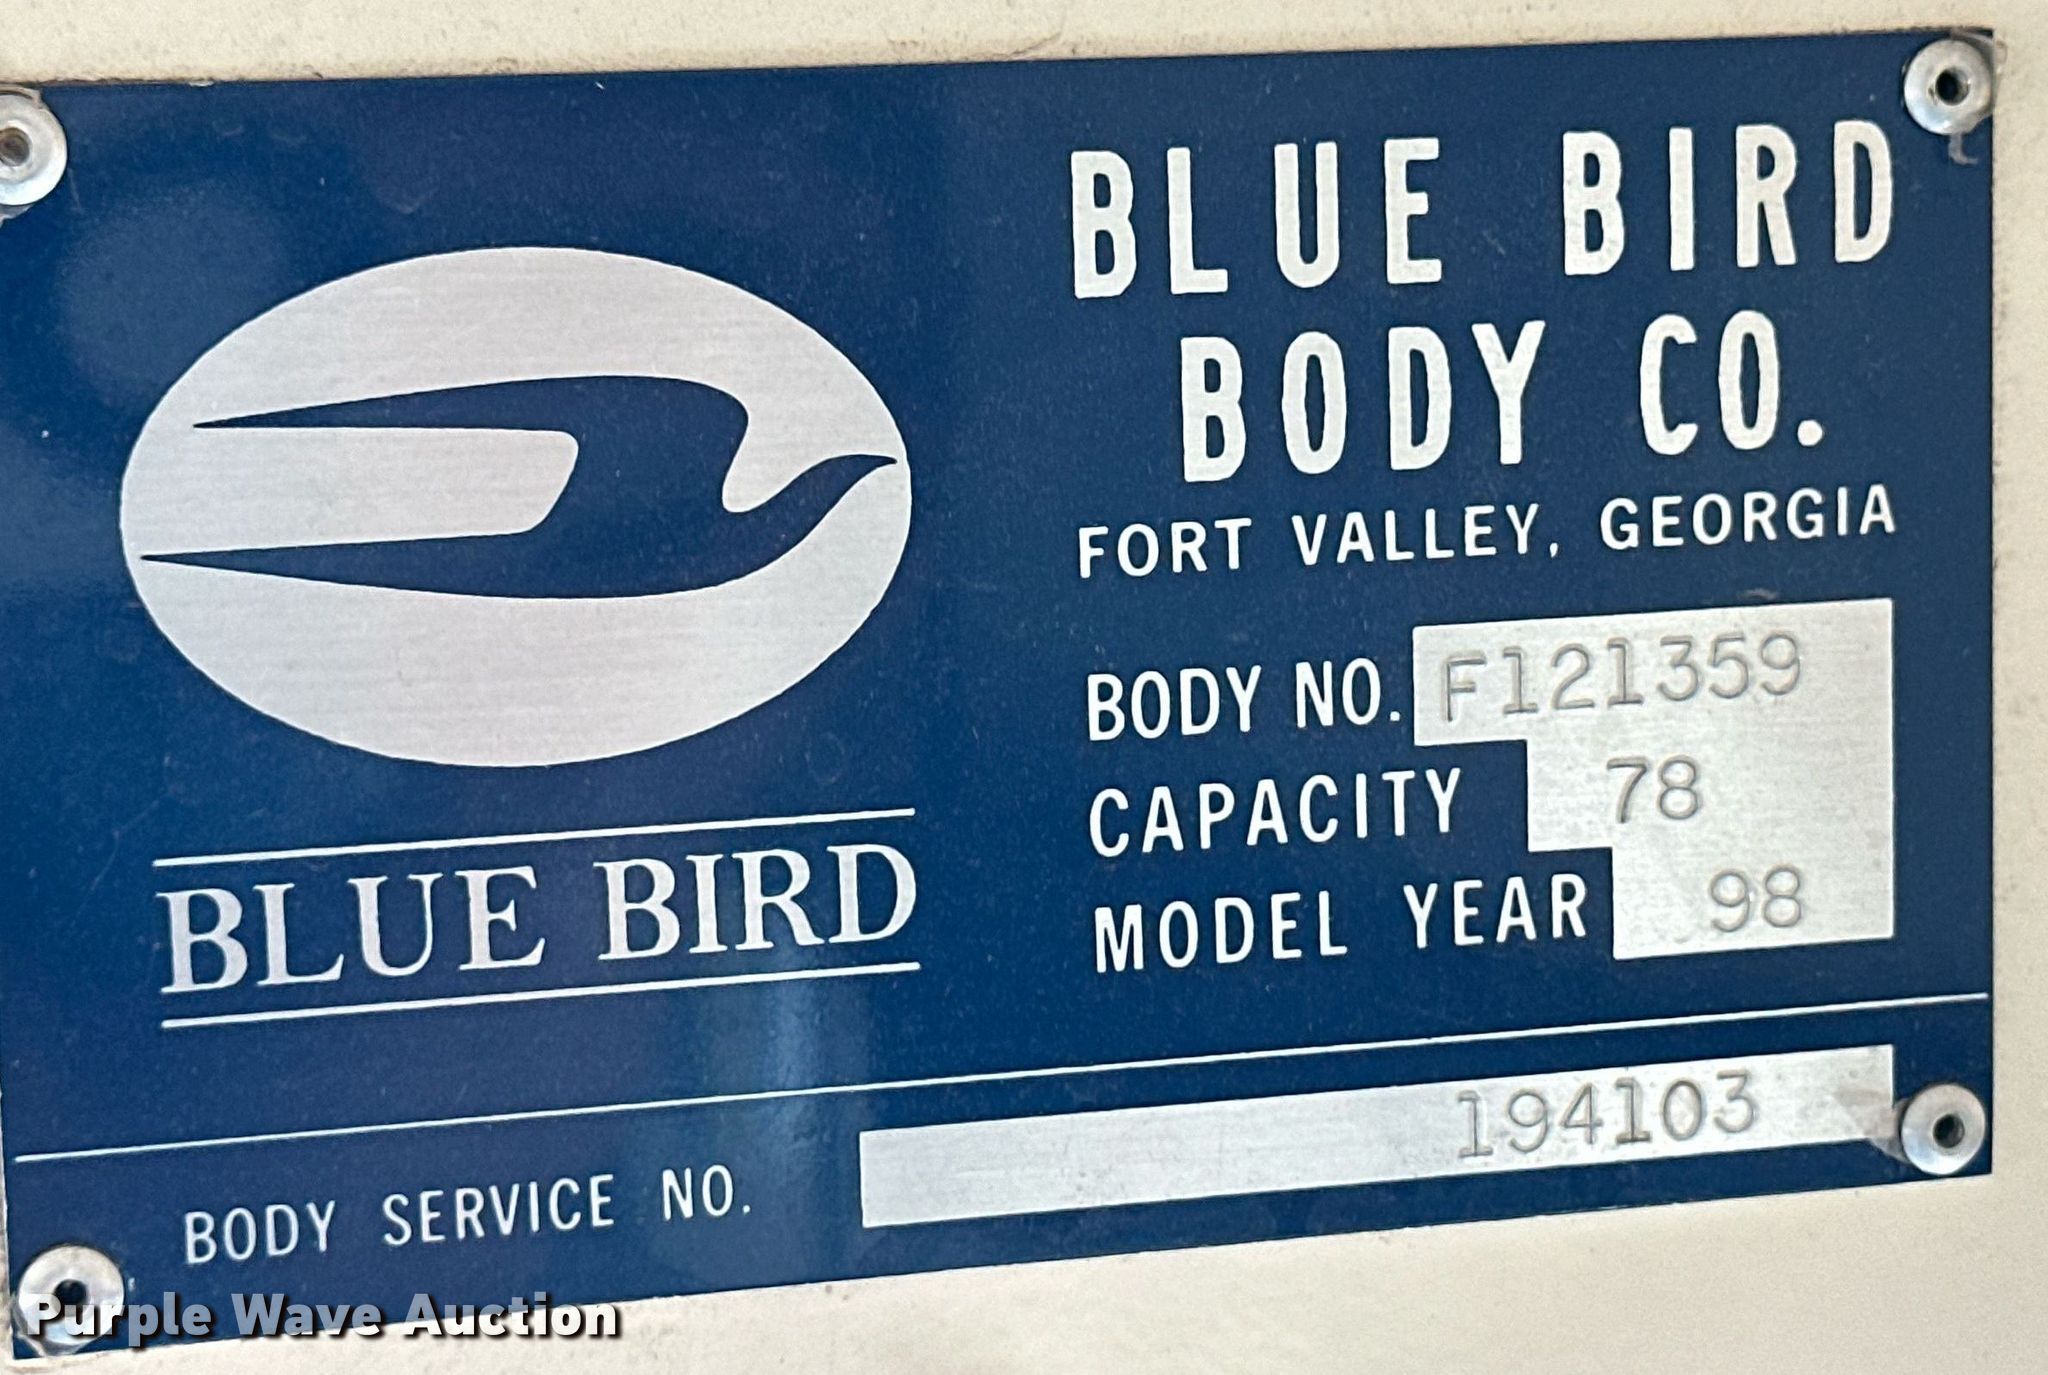 BLUE BIRD
BODY CO.
FORT VALLEY, GEORGIA
BODY NO. F121359
CAPACITY 78
MODEL YEAR 98
BLUE BIRD
BODY SERVICE NO. 194103
Purple Wave Auction